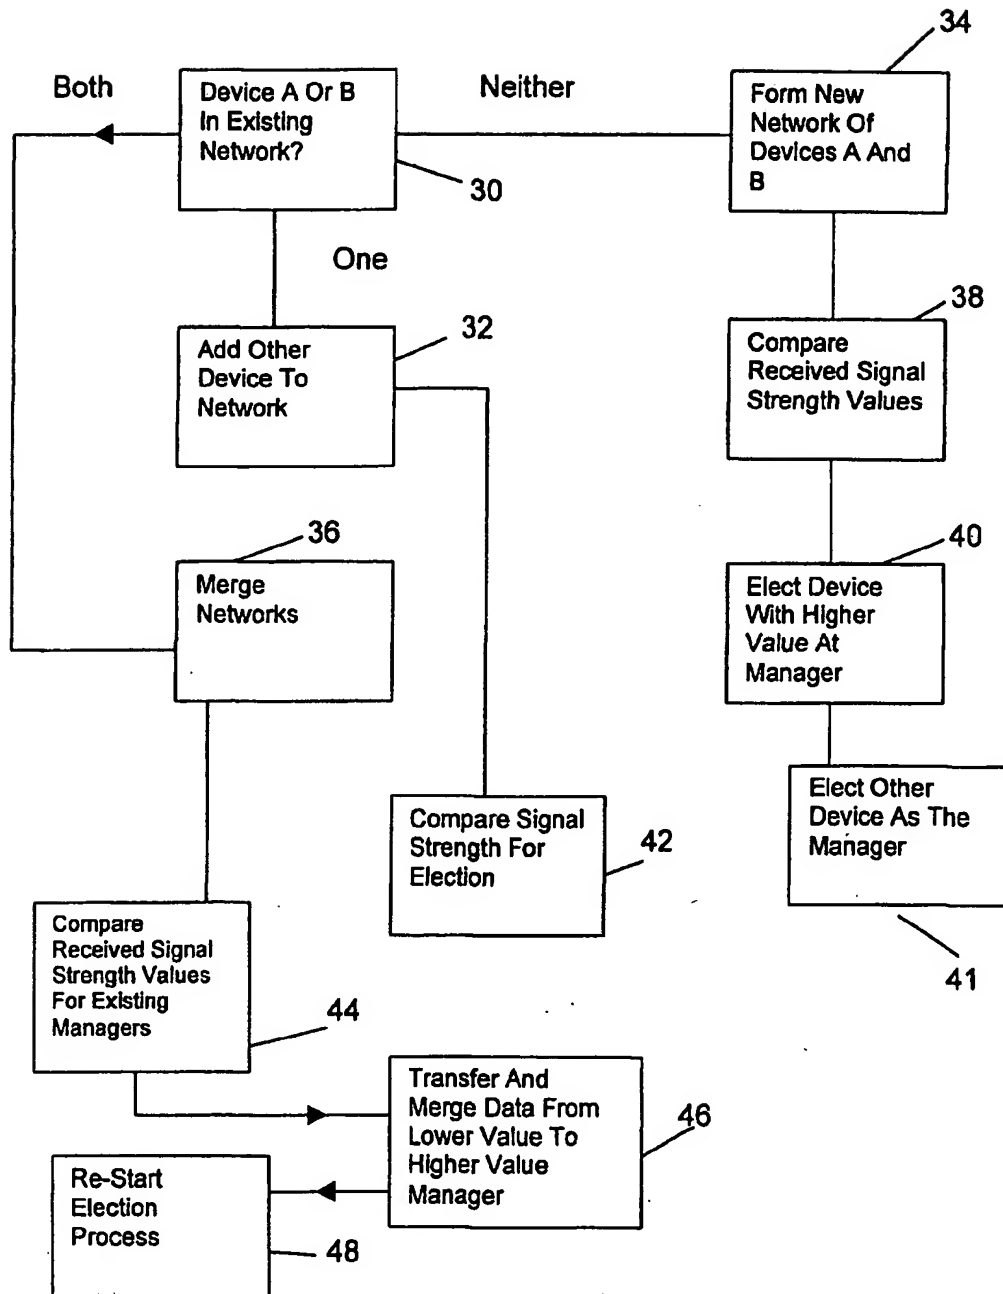 34
Both
Device A Or B
In Existing
Network?
Neither
Form New
Network Of
Devices A And
B
30
One
38
32
Add Other
Device To
Network
Compare
Received Signal
Strength Values
36
40
Merge
Networks
Elect Device
With Higher
Value At
Manager
Elect Other
Device As The
Manager
Compare Signal
Strength For
Election
42
41
Compare
Received Signal
Strength Values
For Existing
Managers
44
Transfer And
Merge Data From
Lower Value To
Higher Value
Manager
46
Re-Start
Election
Process
48